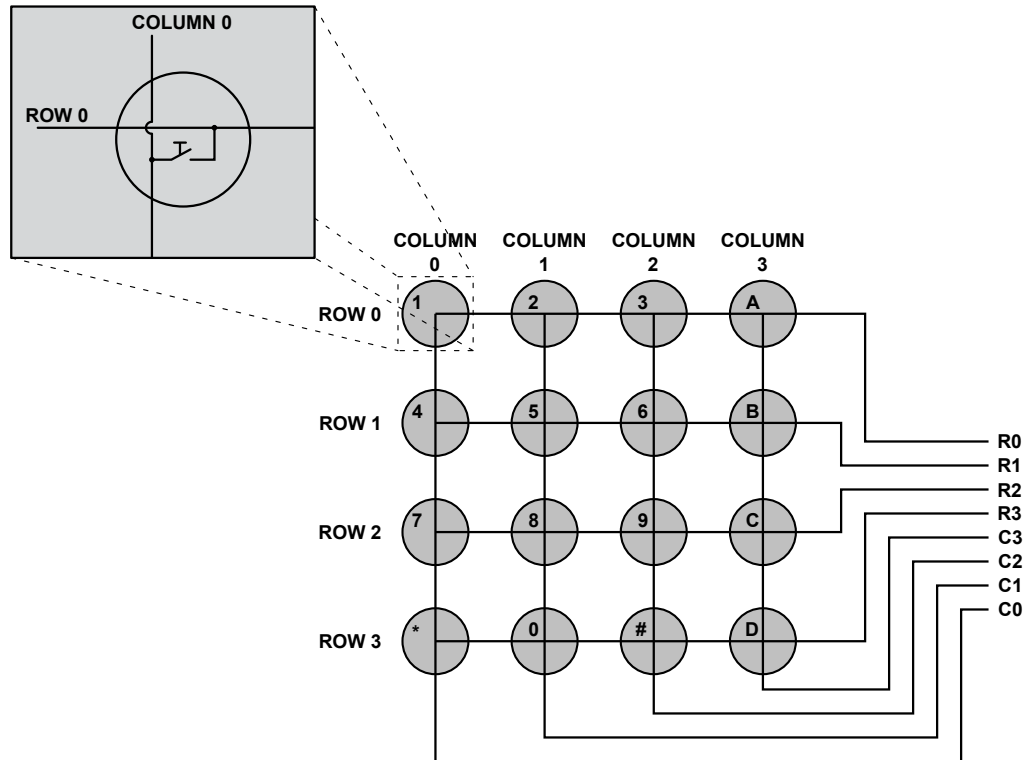 COLUMN 0
ROW 0
COLUMN COLUMN COLUMN COLUMN
0 1 2 3
ROW 0 1 2 3 A
ROW 1 4 5 6 B
R0
R1
R2
ROW 2 7 8 9 C
R3
C3
C2
C1
C0
ROW 3 * 0 # D